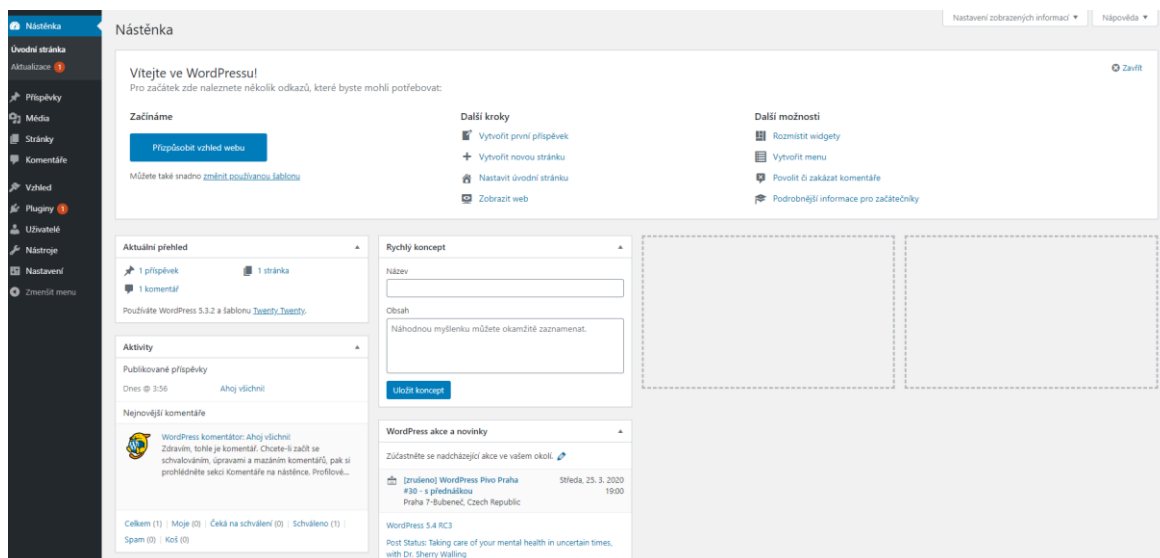 Nástěnka
Úvodní stránka
Aktualizace 1
Příspěvky
Média
Stránky
Komentáře
Vzhled
Pluginy 1
Uživatelé
Nástroje
Nastavení
Zmenšit menu
Nastavení zobrazených informací
Nápověda
Nástěnka
Vítejte ve WordPressu!
Pro začátek zde naleznete několik odkazů, které byste mohli potřebovat:
Zavřít
Začínáme
Přizpůsobit vzhled webu
Můžete také snadno změnit používanou šablonu
Další kroky
Vytvořit první příspěvek
Vytvořit novou stránku
Nastavit úvodní stránku
Zobrazit web
Další možnosti
Rozmístit widgety
Vytvořit menu
Povolit či zakázat komentáře
Podrobnější informace pro začátečníky
Aktuální přehled
1 příspěvek
1 stránka
1 komentář
Používáte WordPress 5.3.2 a šablonu Twenty Twenty.
Aktivity
Publikované příspěvky
Dnes @ 3:56 Ahoj všichni!
Nejnovější komentáře
WordPress komentátor: Ahoj všichni!
Zdravím, tohle je komentář. Chcete-li začít se
schvalováním, úpravami a mazáním komentářů, pak si
prohlédněte sekci Komentáře na nástěnce. Profilové...
Celkem (1) | Moje (0) | Čeká na schválení (0) | Schváleno (1) |
Spam (0) | Koš (0)
Rychlý koncept
Název
Obsah
Náhodnou myšlenku můžete okamžitě zaznamenat.
Uložit koncept
WordPress akce a novinky
Zúčastněte se nadcházející akce ve vašem okolí.
[zrušeno] WordPress Pivo Praha
#30 - s přednáškou
Praha 7-Bubeneč, Czech Republic
Středa, 25. 3. 2020
19:00
WordPress 5.4 RC3
Post Status: Taking care of your mental health in uncertain times,
with Dr. Sherry Walling